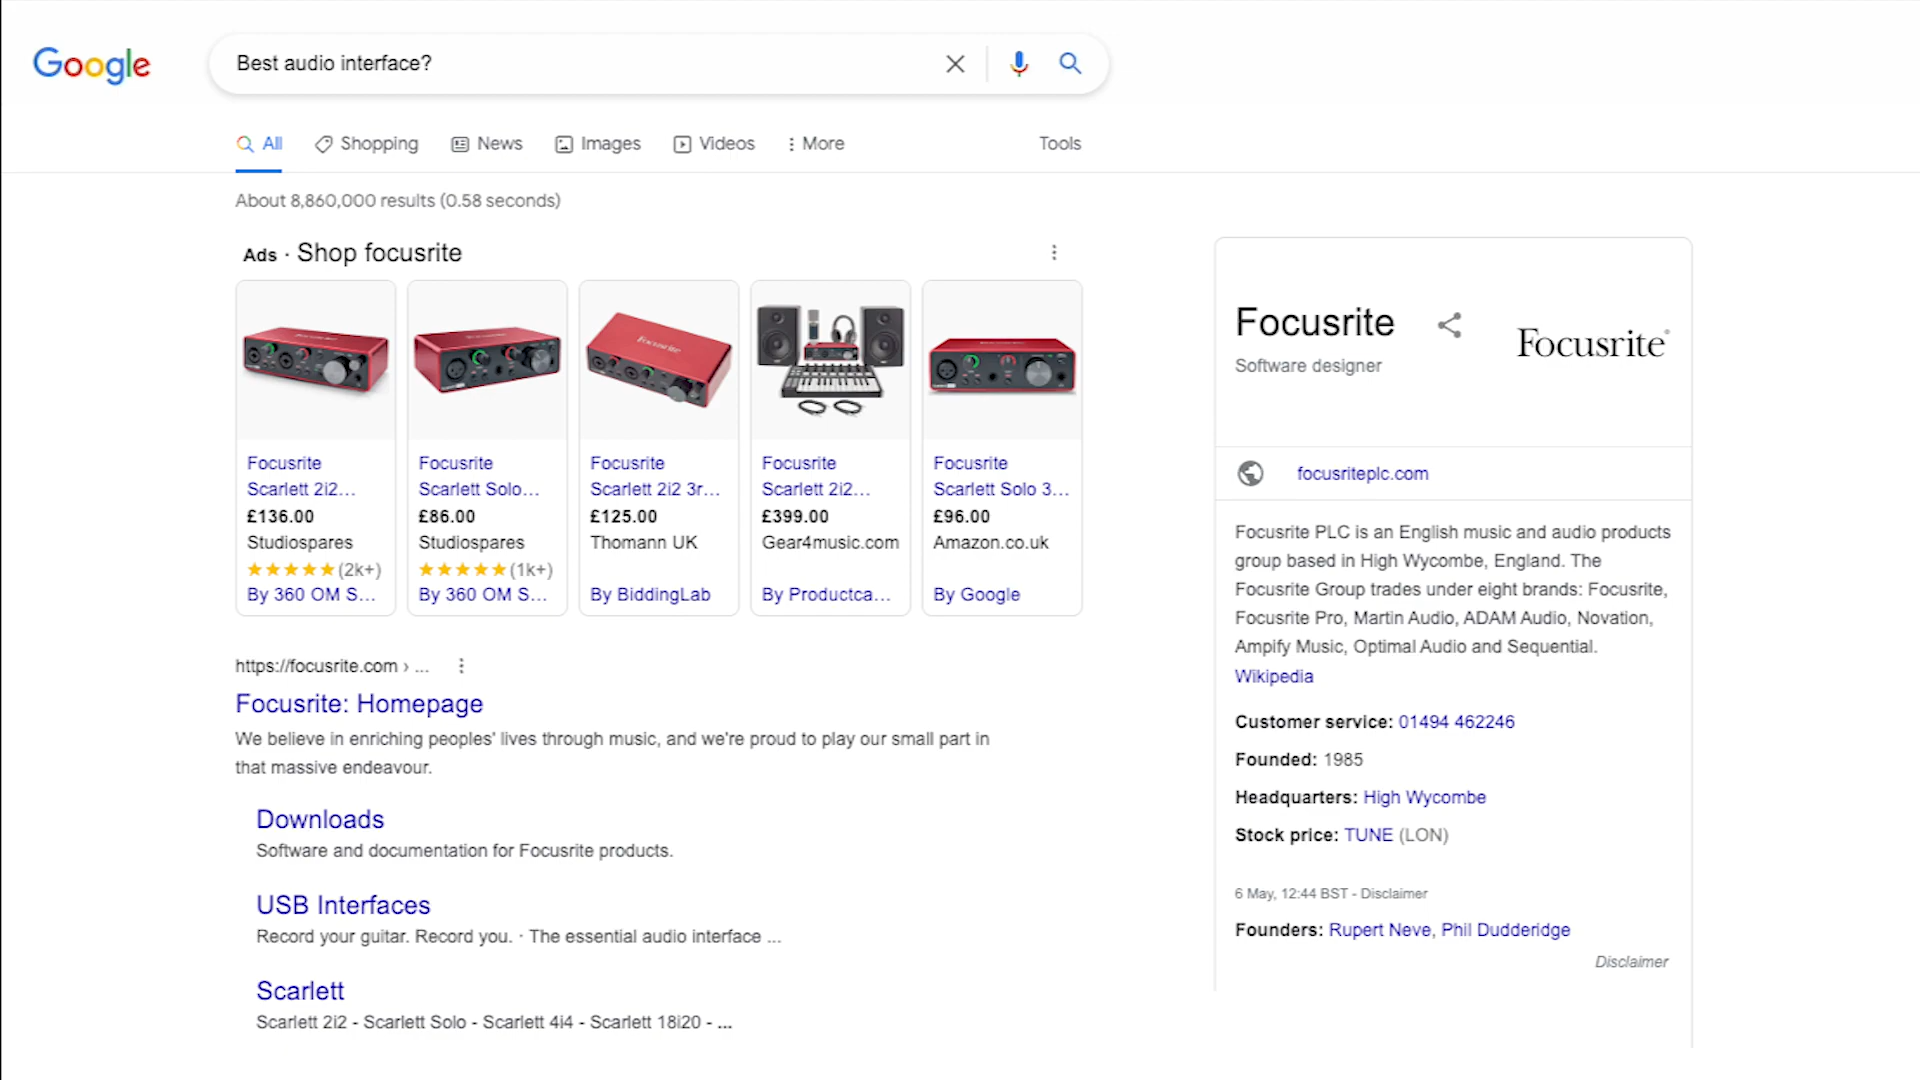 Google
Best audio interface?
All
Shopping
News
Images
Videos
More
Tools
About 8,860,000 results (0.58 seconds)
Ads · Shop focusrite
Focusrite
Scarlett 2i2...
£136.00
Studiospares
(2k+)
By 360 OM S...
Focusrite
Scarlett Solo...
£86.00
Studiospares
(1k+)
By 360 OM S...
Focusrite
Focusrite
Scarlett 2i2 3r...
£125.00
Thomann UK
By BiddingLab
Focusrite
Scarlett 2i2...
£399.00
Gear4music.com
By Productca...
Focusrite
Scarlett Solo 3...
£96.00
Amazon.co.uk
By Google
https://focusrite.com › ...
Focusrite: Homepage
We believe in enriching peoples' lives through music, and we're proud to play our small part in
that massive endeavour.
Downloads
Software and documentation for Focusrite products.
USB Interfaces
Record your guitar. Record you. · The essential audio interface ...
Scarlett
Scarlett 2i2 - Scarlett Solo - Scarlett 4i4 - Scarlett 18i20 - ...
Focusrite
Software designer
Focusrite®
focusriteplc.com
Focusrite PLC is an English music and audio products
group based in High Wycombe, England. The
Focusrite Group trades under eight brands: Focusrite,
Focusrite Pro, Martin Audio, ADAM Audio, Novation,
Ampify Music, Optimal Audio and Sequential.
Wikipedia
Customer service: 01494 462246
Founded: 1985
Headquarters: High Wycombe
Stock price: TUNE (LON)
6 May, 12:44 BST - Disclaimer
Founders: Rupert Neve, Phil Dudderidge
Disclaimer